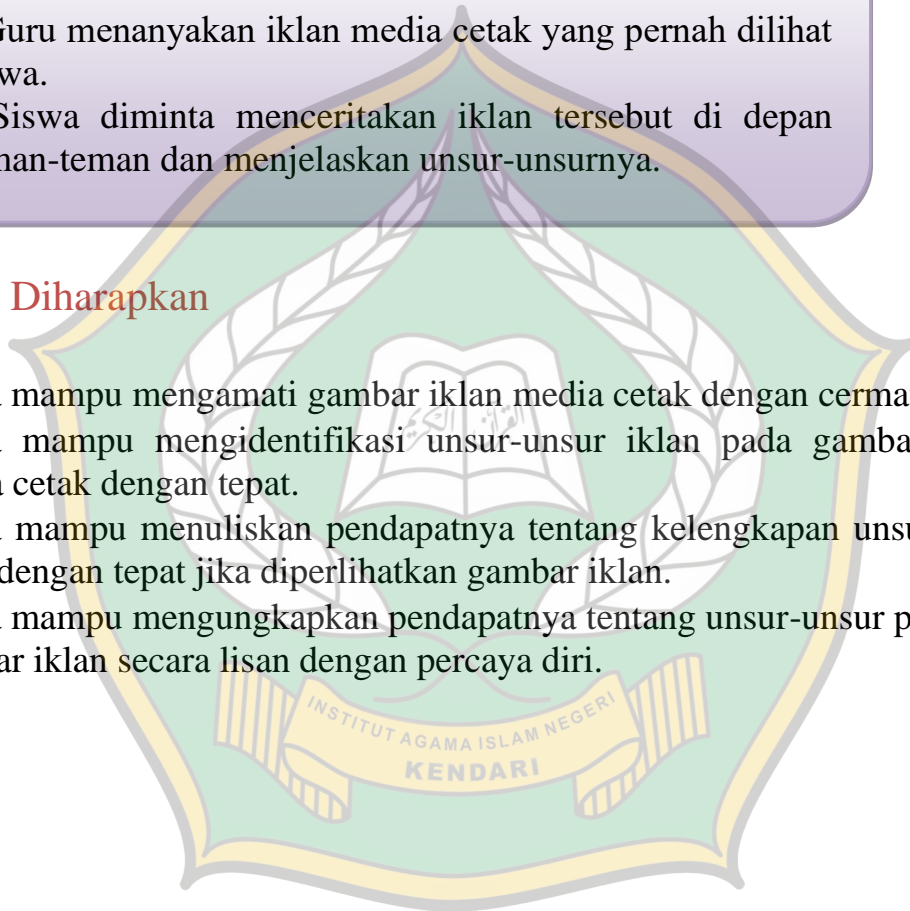 Guru menanyakan iklan media cetak yang pernah dilihat
wa.
Siswa diminta menceritakan iklan tersebut di depan
man-teman dan menjelaskan unsur-unsurnya.
Diharapkan
mampu mengamati gambar iklan media cetak dengan cerma
mampu mengidentifikasi unsur-unsur iklan pada gamba
a cetak dengan tepat.
mampu menuliskan pendapatnya tentang kelengkapan unsu
dengan tepat jika diperlihatkan gambar iklan.
mampu mengungkapkan pendapatnya tentang unsur-unsur p
ar iklan secara lisan dengan percaya diri.
القرآن الكريم
INSTITUT AGAMA ISLAM NEGERI
KENDARI